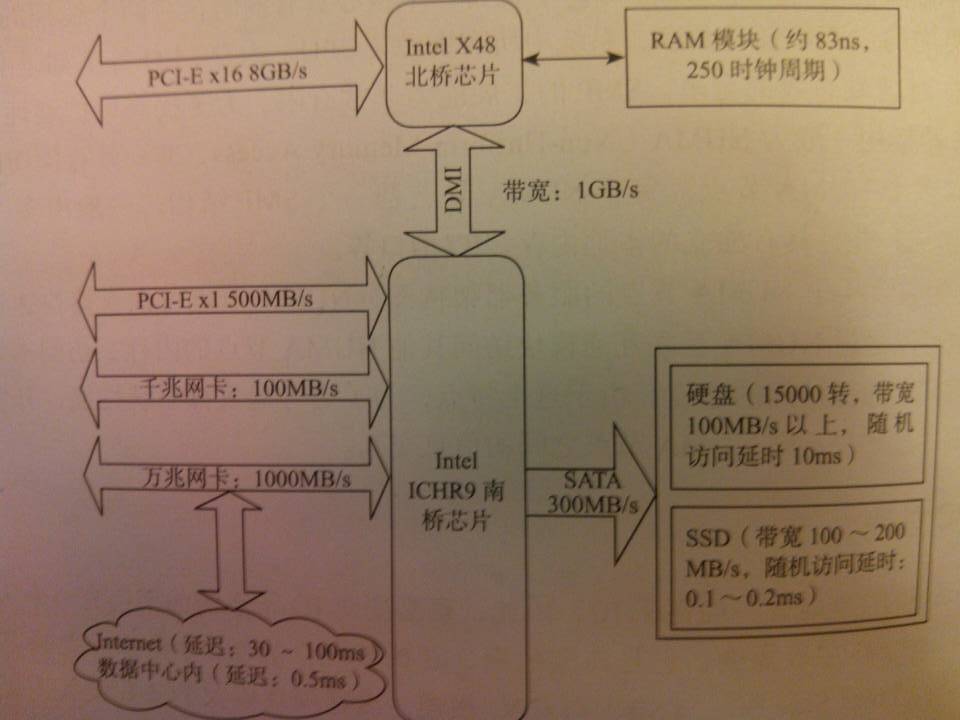 Intel X48
北桥芯片
RAM 模块（约 83ns，
250 时钟周期）
PCI-E x16 8GB/s
DMI
带宽：1GB/s
PCI-E x1 500MB/s
千兆网卡：100MB/s
万兆网卡：1000MB/s
Intel
ICHR9 南
桥芯片
SATA
300MB/s
硬盘（15000 转，带宽
100MB/s 以上，随机
访问延时 10ms）
SSD（带宽 100～200
MB/s，随机访问延时：
0.1～0.2ms）
Internet（延迟：30 ~ 100ms）
数据中心内（延迟：0.5ms）